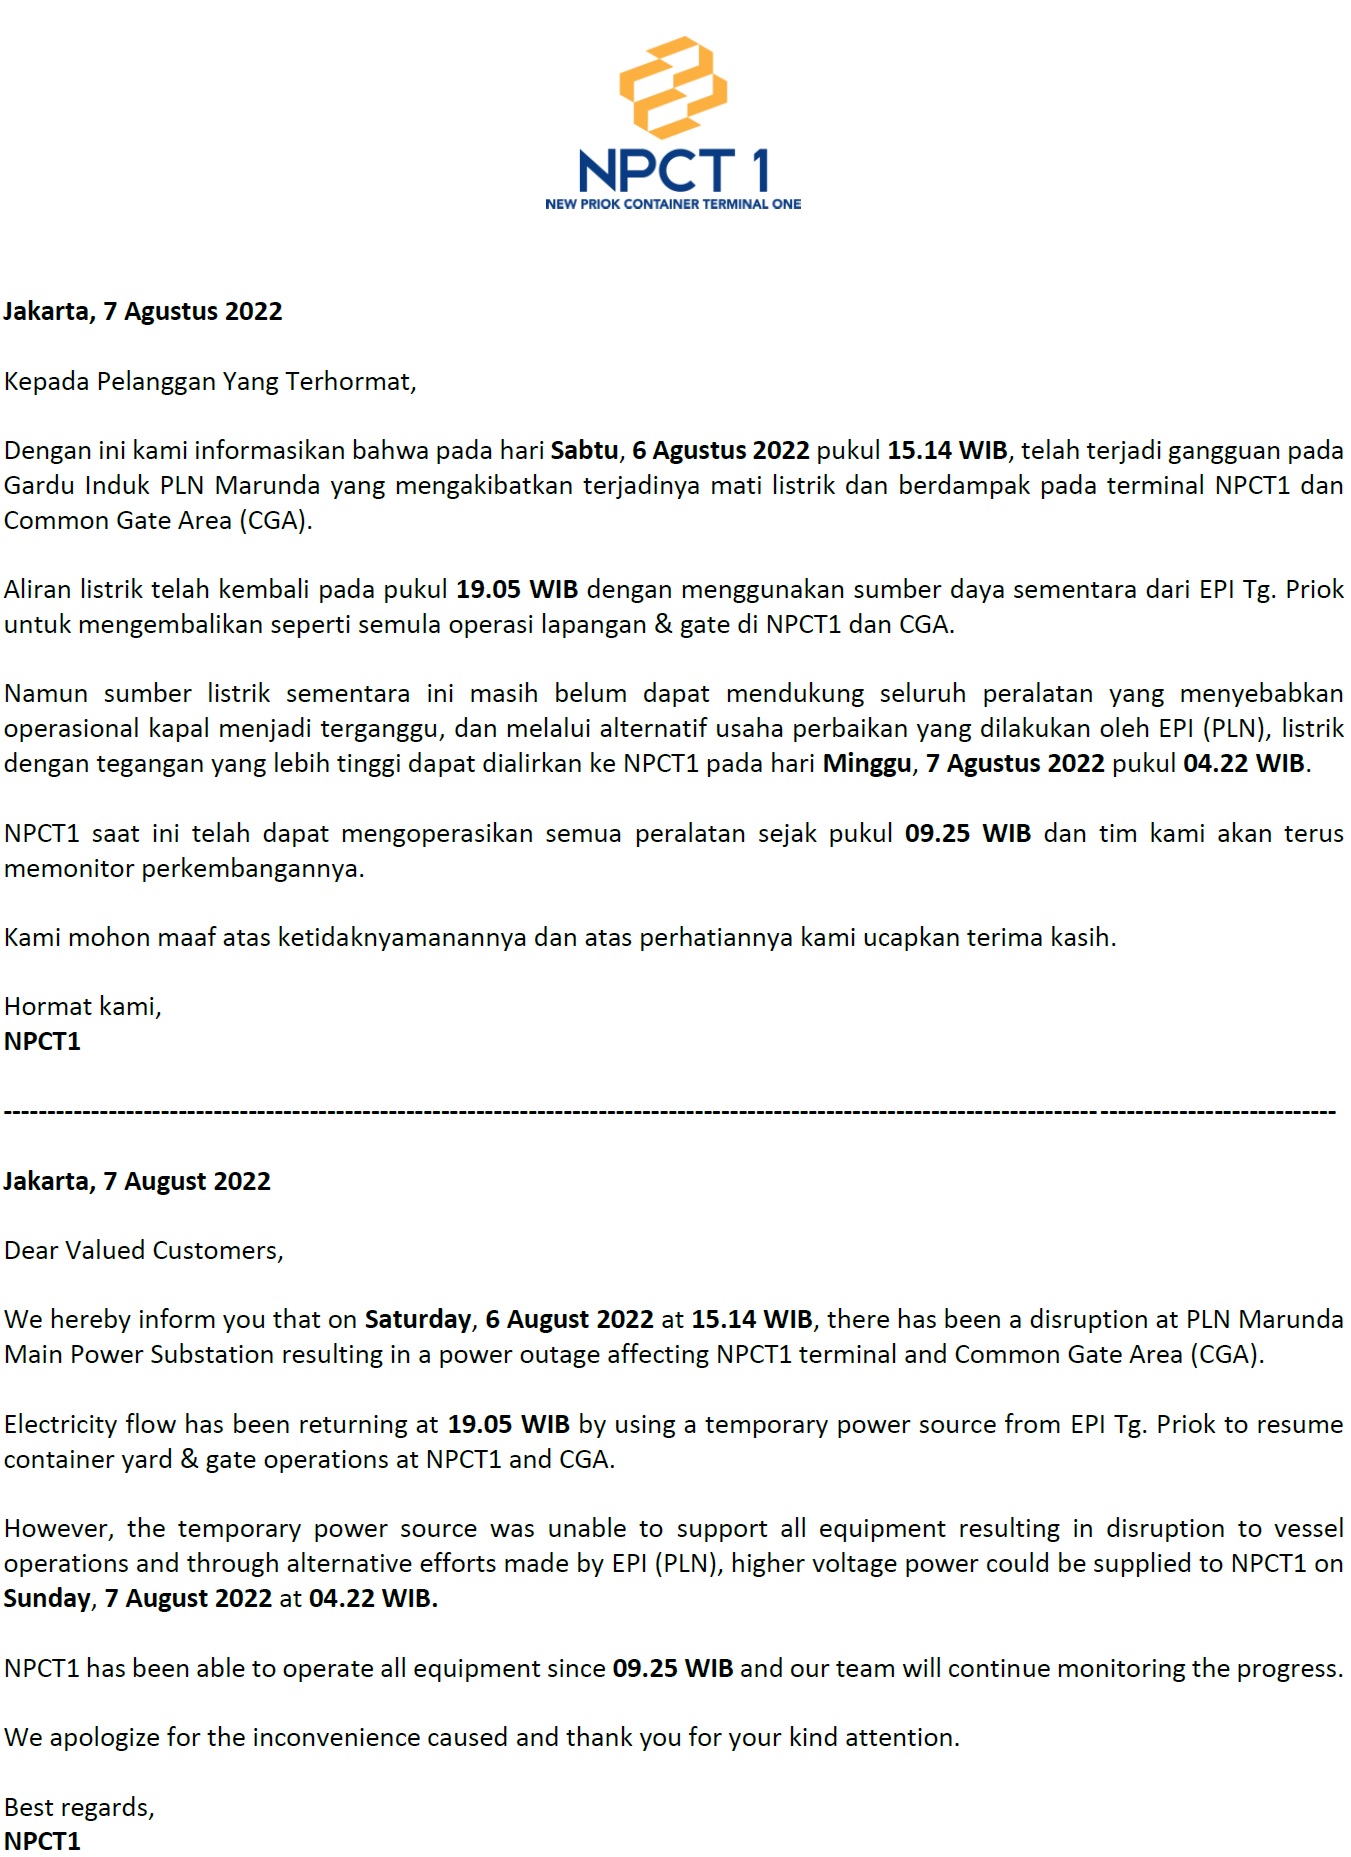 NPCT 1
NEW PRIOK CONTAINER TERMINAL ONE
Jakarta, 7 Agustus 2022
Kepada Pelanggan Yang Terhormat,
Dengan ini kami informasikan bahwa pada hari Sabtu, 6 Agustus 2022 pukul 15.14 WIB, telah terjadi gangguan pada
Gardu Induk PLN Marunda yang mengakibatkan terjadinya mati listrik dan berdampak pada terminal NPCT1 dan
Common Gate Area (CGA).
Aliran listrik telah kembali pada pukul 19.05 WIB dengan menggunakan sumber daya sementara dari EPI Tg. Priok
untuk mengembalikan seperti semula operasi lapangan & gate di NPCT1 dan CGA.
Namun sumber listrik sementara ini masih belum dapat mendukung seluruh peralatan yang menyebabkan
operasional kapal menjadi terganggu, dan melalui alternatif usaha perbaikan yang dilakukan oleh EPI (PLN), listrik
dengan tegangan yang lebih tinggi dapat dialirkan ke NPCT1 pada hari Minggu, 7 Agustus 2022 pukul 04.22 WIB.
NPCT1 saat ini telah dapat mengoperasikan semua peralatan sejak pukul 09.25 WIB dan tim kami akan terus
memonitor perkembangannya.
Kami mohon maaf atas ketidaknyamanannya dan atas perhatiannya kami ucapkan terima kasih.
Hormat kami,
NPCT1
Jakarta, 7 August 2022
Dear Valued Customers,
We hereby inform you that on Saturday, 6 August 2022 at 15.14 WIB, there has been a disruption at PLN Marunda
Main Power Substation resulting in a power outage affecting NPCT1 terminal and Common Gate Area (CGA).
Electricity flow has been returning at 19.05 WIB by using a temporary power source from EPI Tg. Priok to resume
container yard & gate operations at NPCT1 and CGA.
However, the temporary power source was unable to support all equipment resulting in disruption to vessel
operations and through alternative efforts made by EPI (PLN), higher voltage power could be supplied to NPCT1 on
Sunday, 7 August 2022 at 04.22 WIB.
NPCT1 has been able to operate all equipment since 09.25 WIB and our team will continue monitoring the progress.
We apologize for the inconvenience caused and thank you for your kind attention.
Best regards,
NPCT1